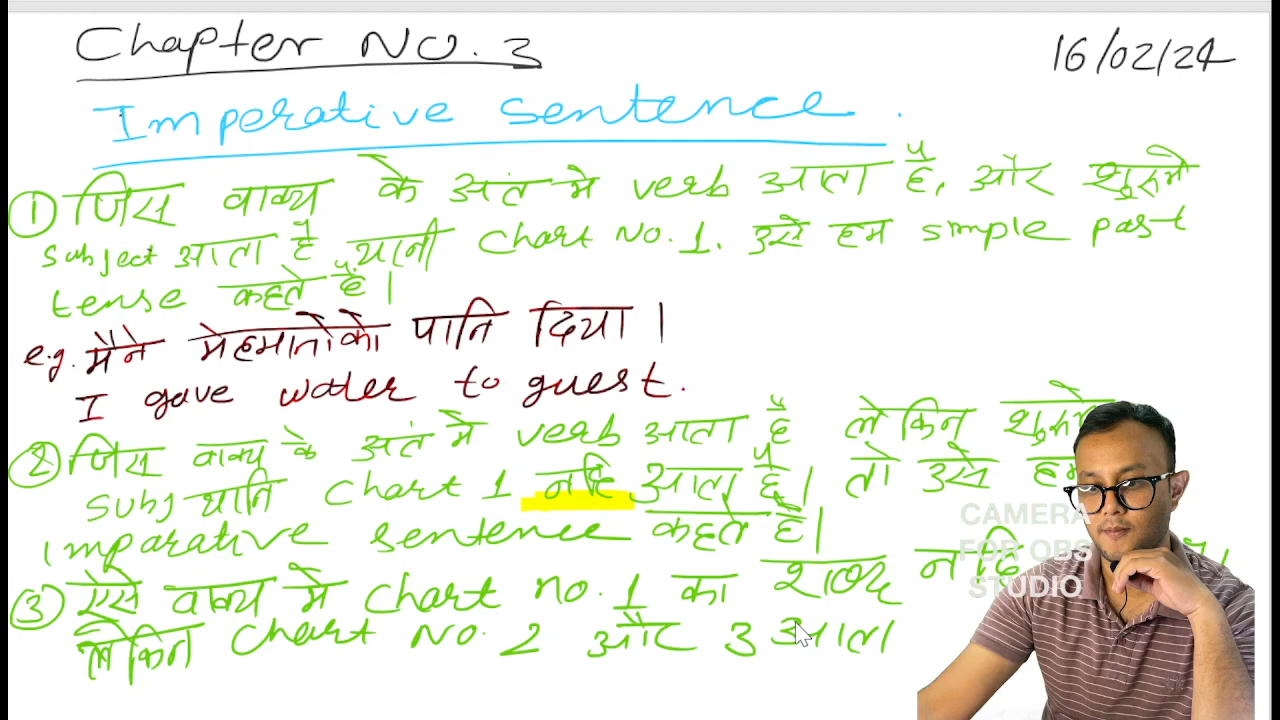 Chapter NO. 3
16/02/24
Imperative sentence.
① जिस वाक्य के अंत मे verb आता है, और शुरुमे
subject आता है यानी Chart No. 1. उसे हम simple past
tense कहते है।
e.g. मैने मेहमानोको पानि दिया।
I gave water to guest.
② जिस वाक्य के अंत मे verb आता है लेकिन शुरुमे
subj यानि Chart 1 नहि आता है। तो उसे हम
imparative sentence कहते है।
③ ऐसे वाक्य मे Chart no. 1 का शब्द नहि
लेकिन Chart No. 2 और 3 आता
CAMERA
FOR OBS
STUDIO